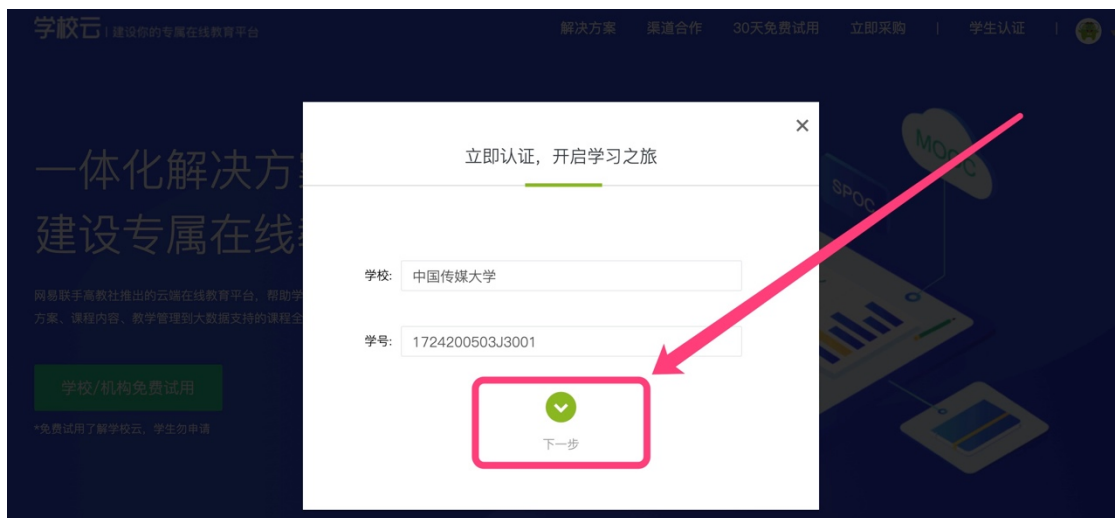 学校云 | 建设你的专属在线教育平台 解决方案 渠道合作 30天免费试用 立即采购 | 学生认证 |
立即认证，开启学习之旅
一体化解决方
建设专属在线
MOOC
SPOC
网易联手高教社推出的云端在线教育平台，帮助学
方案、课程内容、教学管理到大数据支持的课程全
学校: 中国传媒大学
学号: 1724200503J3001
学校/机构免费试用
*免费试用了解学校云，学生勿申请
下一步